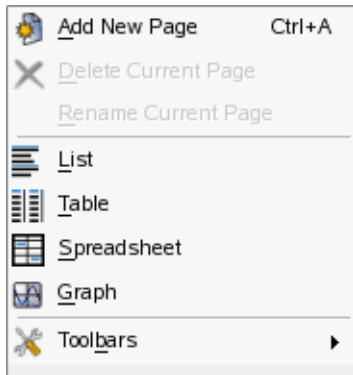 Add New Page Ctrl+A
Delete Current Page
Rename Current Page
List
Table
Spreadsheet
Graph
Toolbars